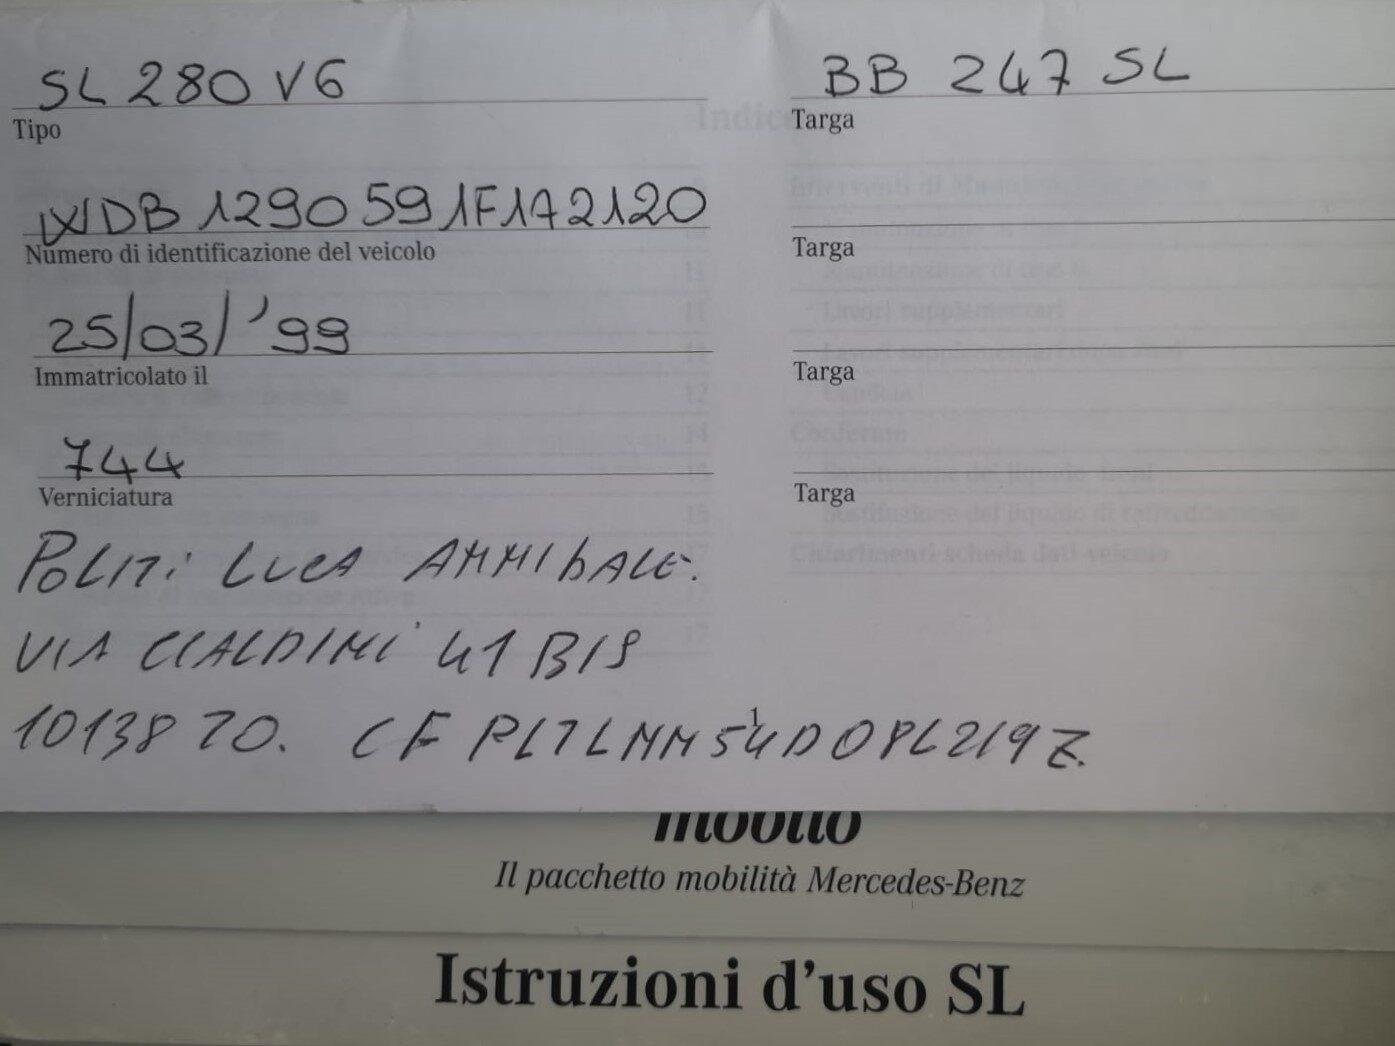 SL 280 V6
Tipo
BB 247 SL
Targa
WDB 129059 1F172120
Numero di identificazione del veicolo
Targa
25/03/'99
Immatricolato il
Targa
744
Verniciatura
Targa
POLITI LUCA ANNIBALE.
VIA CIALDINI 41 BIS
10138 TO. CF PLTLNN54D08L219Z.
1
Il pacchetto mobilità Mercedes-Benz
Istruzioni d'uso SL